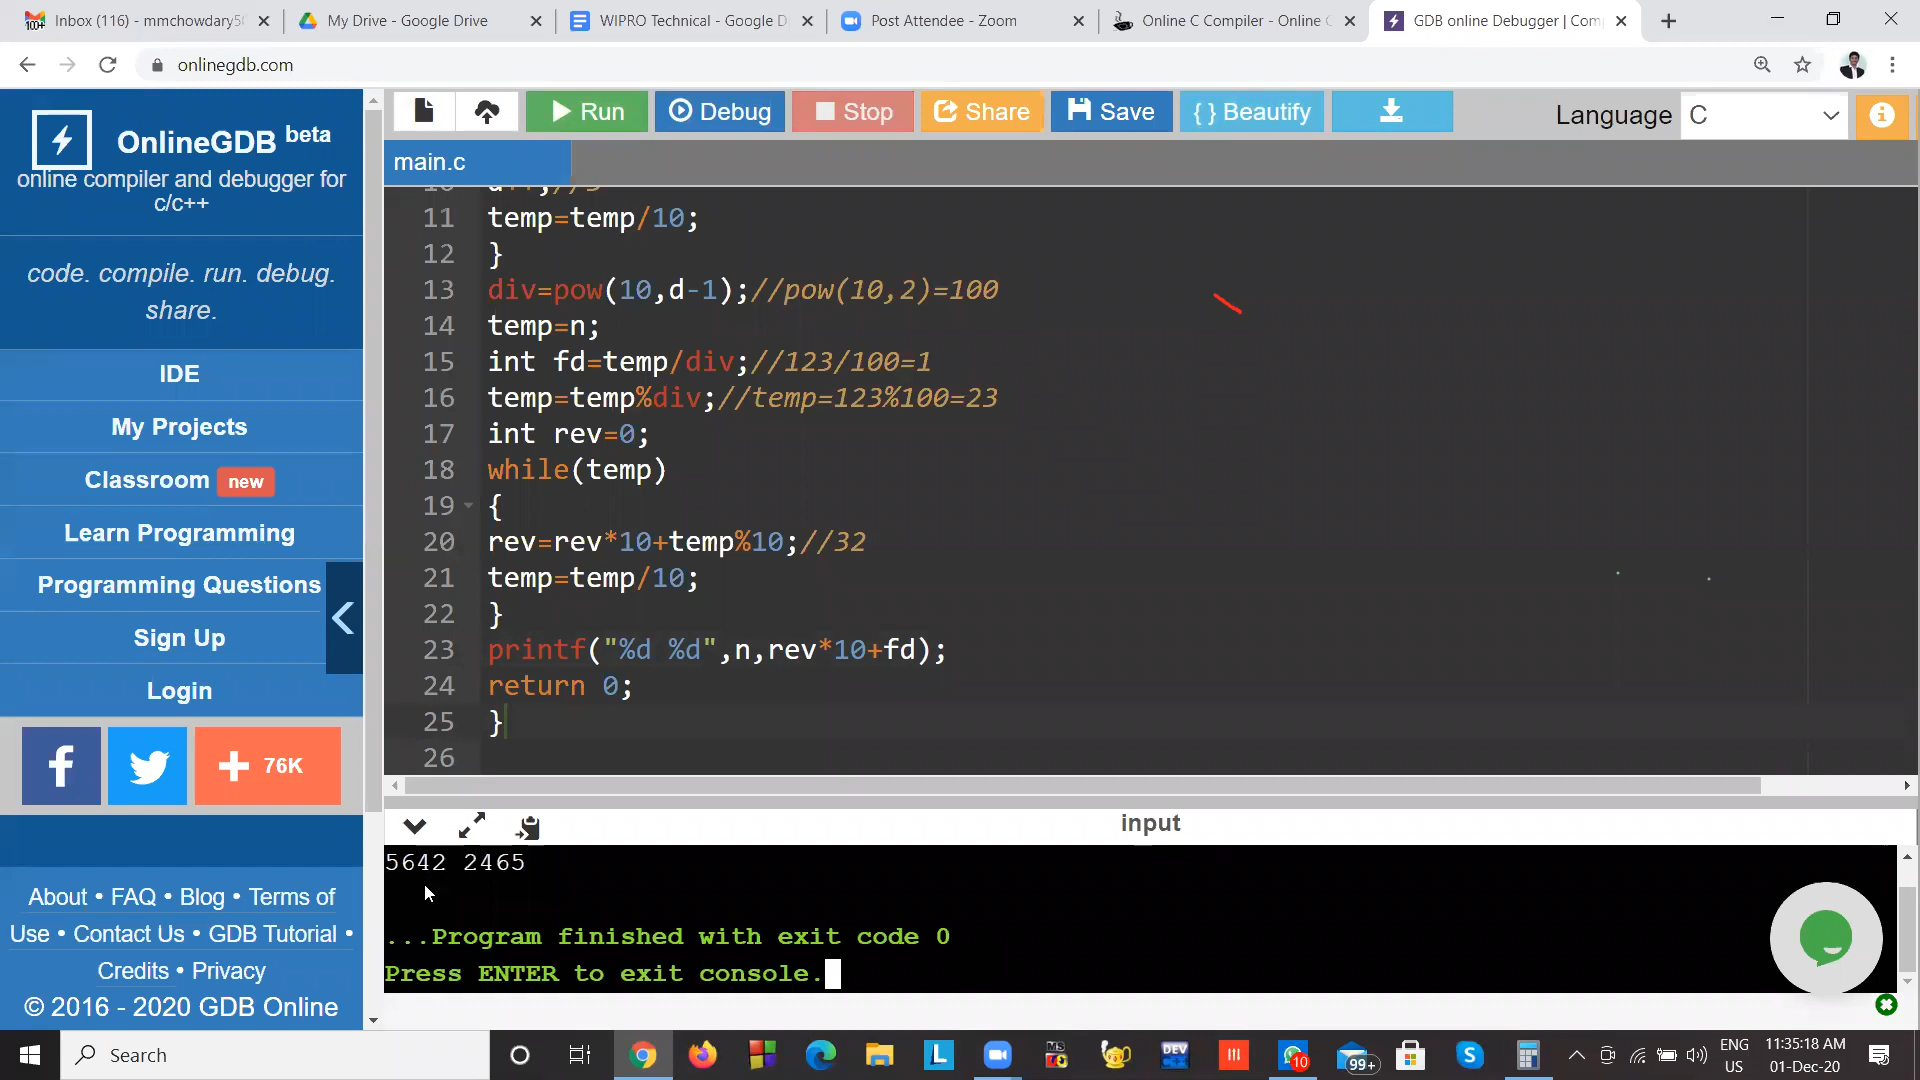 Inbox (116) - mmchowdary5
My Drive - Google Drive
WIPRO Technical - Google D
Post Attendee - Zoom
Online C Compiler - Online
GDB online Debugger | Com
onlinegdb.com
OnlineGDB beta
online compiler and debugger for
c/c++
code. compile. run. debug.
share.
IDE
My Projects
Classroom new
Learn Programming
Programming Questions
Sign Up
Login
76K
About • FAQ • Blog • Terms of
Use • Contact Us • GDB Tutorial •
Credits • Privacy
© 2016 - 2020 GDB Online
Run
Debug
Stop
Share
Save
{ } Beautify
Language C
main.c
11 temp=temp/10;
12 }
13 div=pow(10,d-1);//pow(10,2)=100
14 temp=n;
15 int fd=temp/div;//123/100=1
16 temp=temp%div;//temp=123%100=23
17 int rev=0;
18 while(temp)
19 {
20 rev=rev*10+temp%10;//32
21 temp=temp/10;
22 }
23 printf("%d %d",n,rev*10+fd);
24 return 0;
25 }
26
input
5642 2465
...Program finished with exit code 0
Press ENTER to exit console.
Search
DEV
10
99+
ENG
US
11:35:18 AM
01-Dec-20